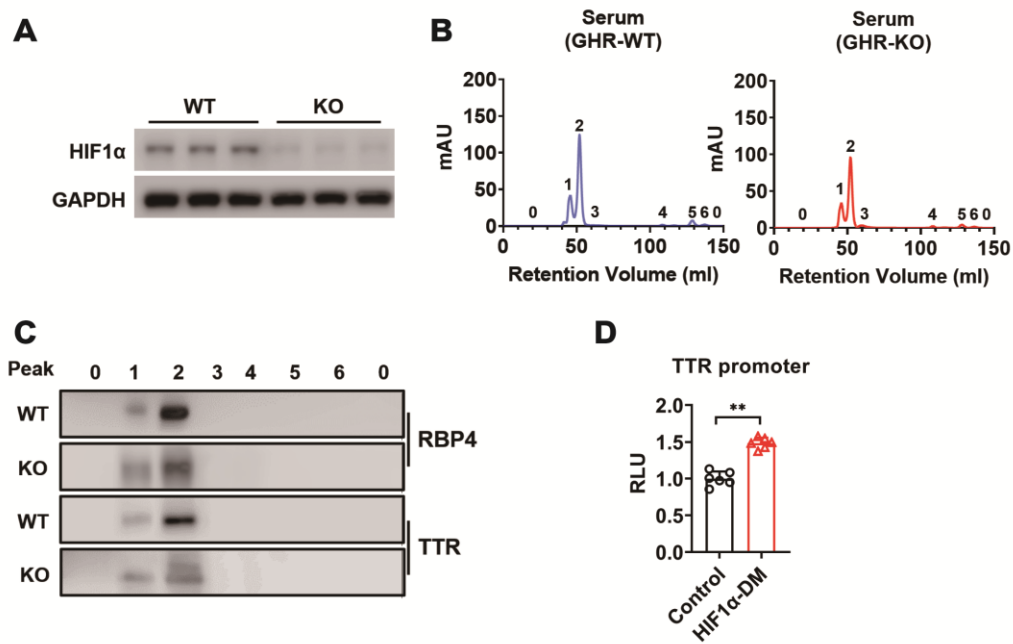 A
WT KO
HIF1α
GAPDH
B
Serum
(GHR-WT)
200
150
100
50
0
mAU
0 1 2 3 4 5 6 0
0 50 100 150
Retention Volume (ml)
Serum
(GHR-KO)
200
150
100
50
0
mAU
0 1 2 3 4 5 6 0
0 50 100 150
Retention Volume (ml)
C
Peak 0 1 2 3 4 5 6 0
WT
KO
RBP4
WT
KO
TTR
D
TTR promoter
2.0
1.5
1.0
0.5
0.0
RLU
**
Control
HIF1α-DM